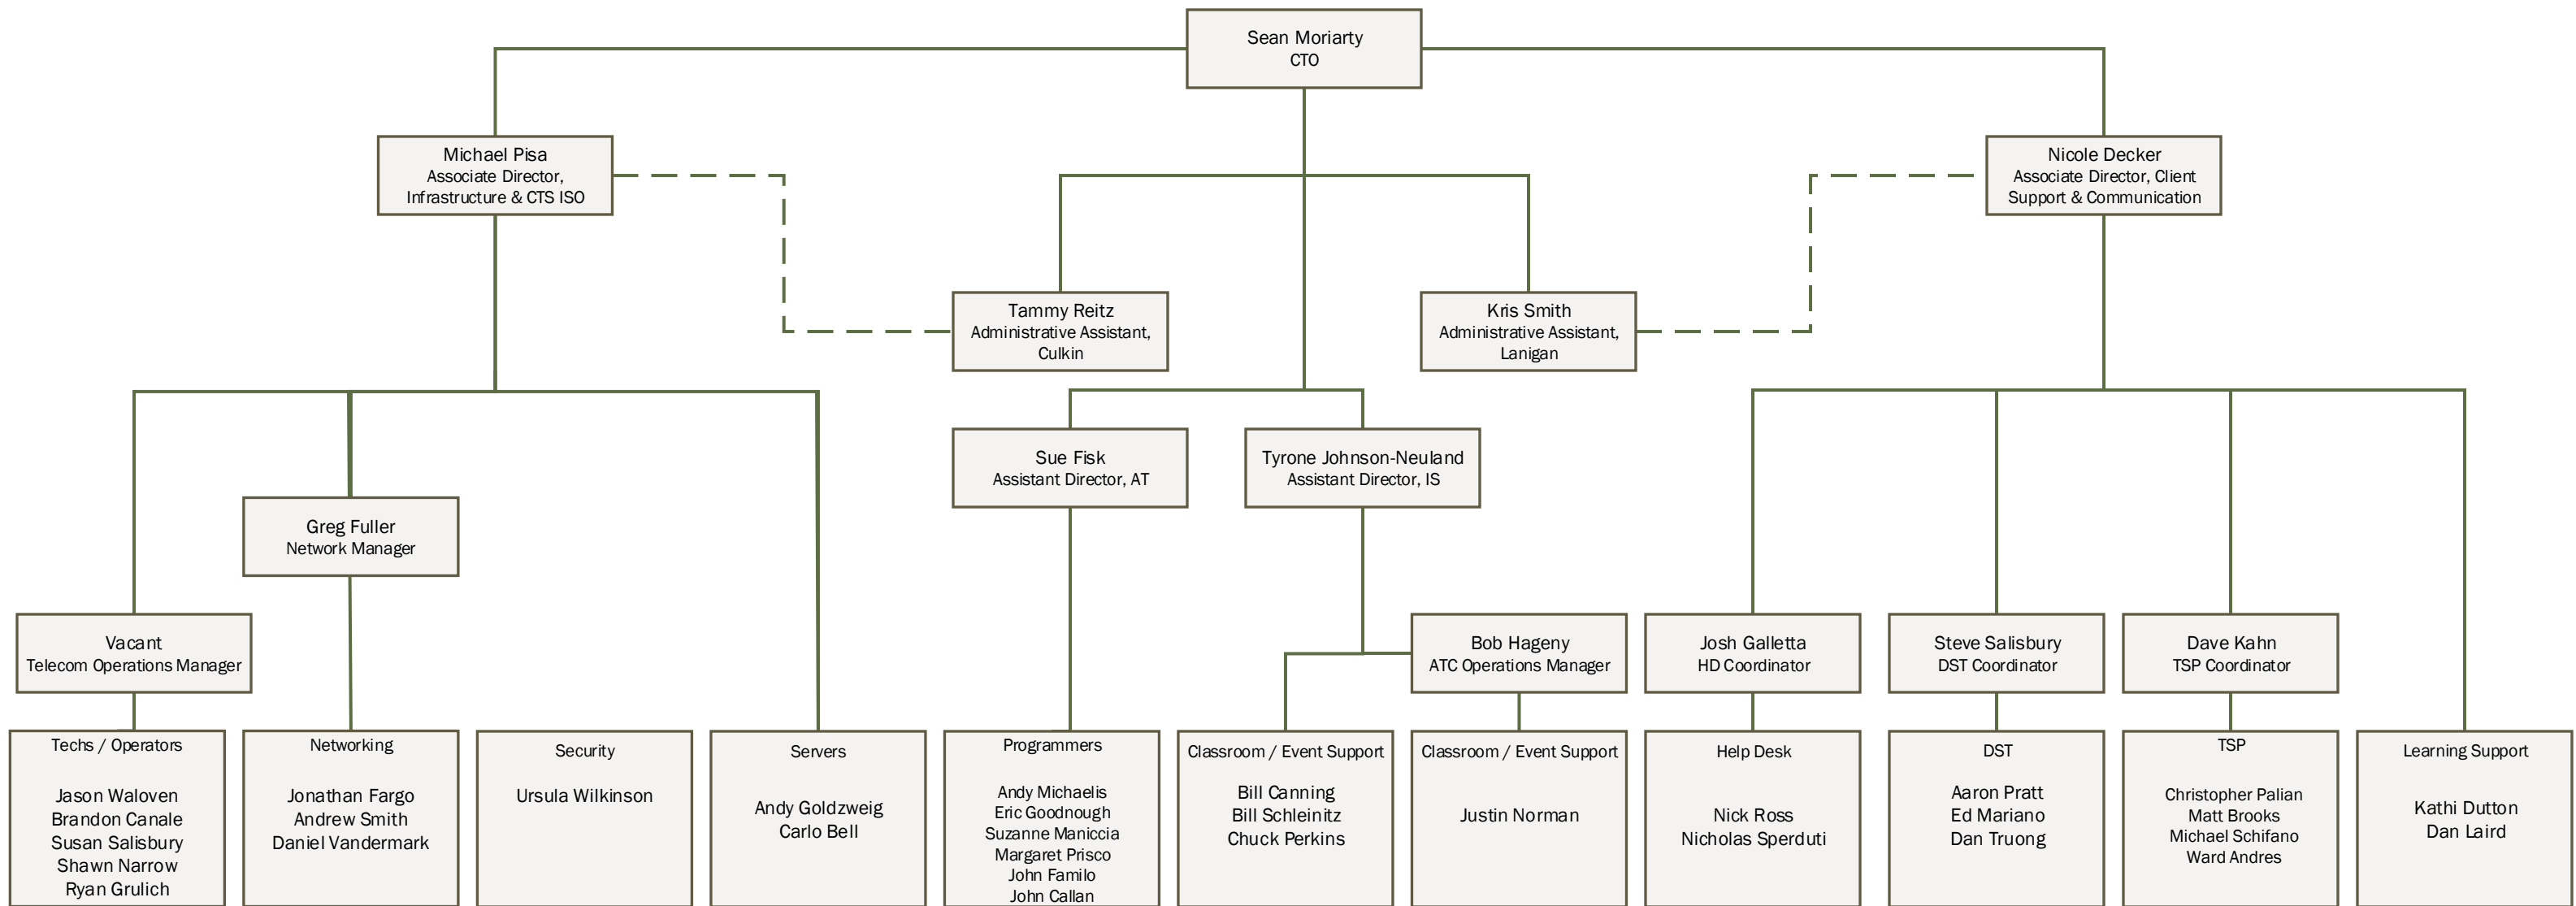 Sean Moriarty
CTO
Michael Pisa
Associate Director,
Infrastructure & CTS ISO
Nicole Decker
Associate Director, Client
Support & Communication
Tammy Reitz
Administrative Assistant,
Culkin
Kris Smith
Administrative Assistant,
Lanigan
Sue Fisk
Assistant Director, AT
Tyrone Johnson-Neuland
Assistant Director, IS
Greg Fuller
Network Manager
Vacant
Telecom Operations Manager
Bob Hageny
ATC Operations Manager
Josh Galletta
HD Coordinator
Steve Salisbury
DST Coordinator
Dave Kahn
TSP Coordinator
Techs / Operators
Jason Waloven
Brandon Canale
Susan Salisbury
Shawn Narrow
Ryan Grulich
Networking
Jonathan Fargo
Andrew Smith
Daniel Vandermark
Security
Ursula Wilkinson
Servers
Andy Goldzweig
Carlo Bell
Programmers
Andy Michaelis
Eric Goodnough
Suzanne Maniccia
Margaret Prisco
John Familo
John Callan
Classroom / Event Support
Bill Canning
Bill Schleinitz
Chuck Perkins
Classroom / Event Support
Justin Norman
Help Desk
Nick Ross
Nicholas Sperduti
DST
Aaron Pratt
Ed Mariano
Dan Truong
TSP
Christopher Palian
Matt Brooks
Michael Schifano
Ward Andres
Learning Support
Kathi Dutton
Dan Laird